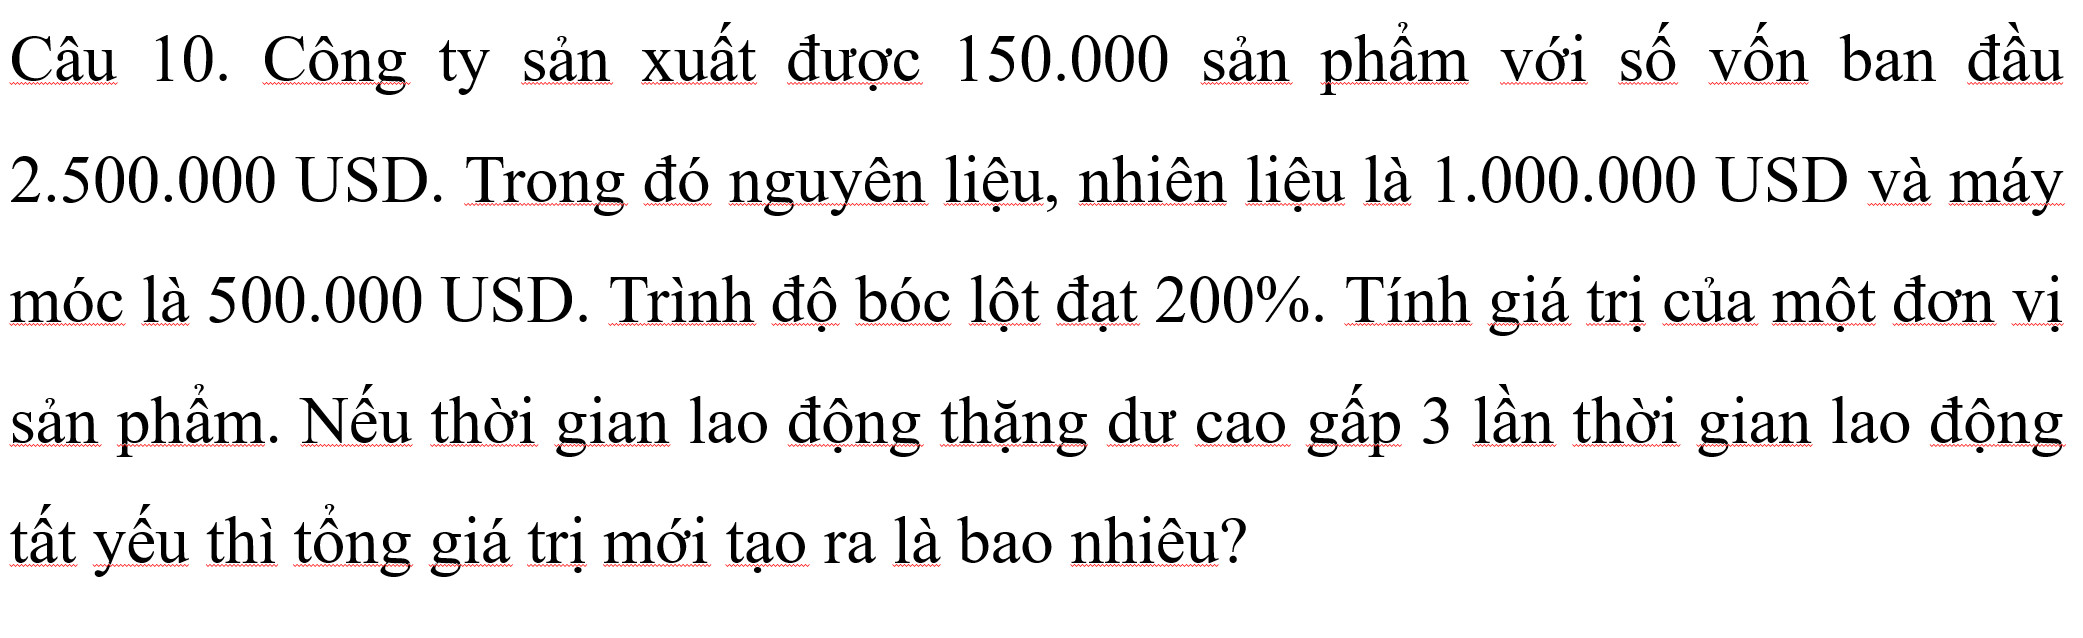 Câu 10. Công ty sản xuất được 150.000 sản phẩm với số vốn ban đầu
2.500.000 USD. Trong đó nguyên liệu, nhiên liệu là 1.000.000 USD và máy
móc là 500.000 USD. Trình độ bóc lột đạt 200%. Tính giá trị của một đơn vị
sản phẩm. Nếu thời gian lao động thặng dư cao gấp 3 lần thời gian lao động
tất yếu thì tổng giá trị mới tạo ra là bao nhiêu?